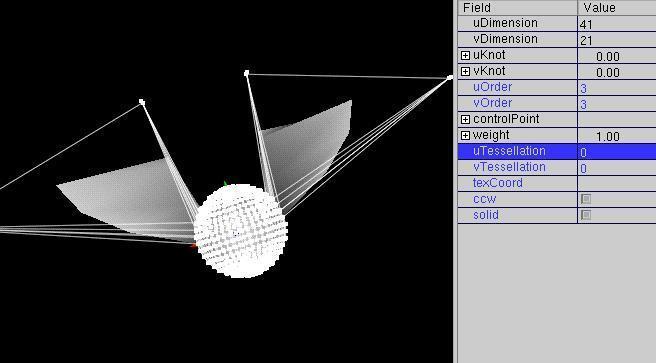 Field Value
uDimension 41
vDimension 21
uKnot 0.00
vKnot 0.00
uOrder 3
vOrder 3
controlPoint
weight 1.00
uTessellation 0
vTessellation 0
texCoord
ccw
solid